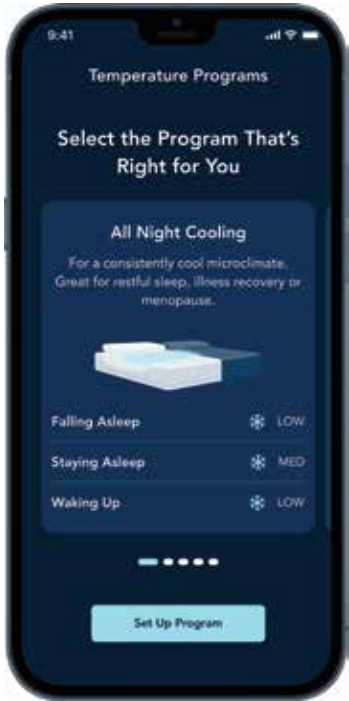 9:41
Temperature Programs
Select the Program That's
Right for You
All Night Cooling
For a consistently cool microclimate.
Great for restful sleep, illness recovery or
menopause.
Falling Asleep LOW
Staying Asleep MED
Waking Up LOW
Set Up Program